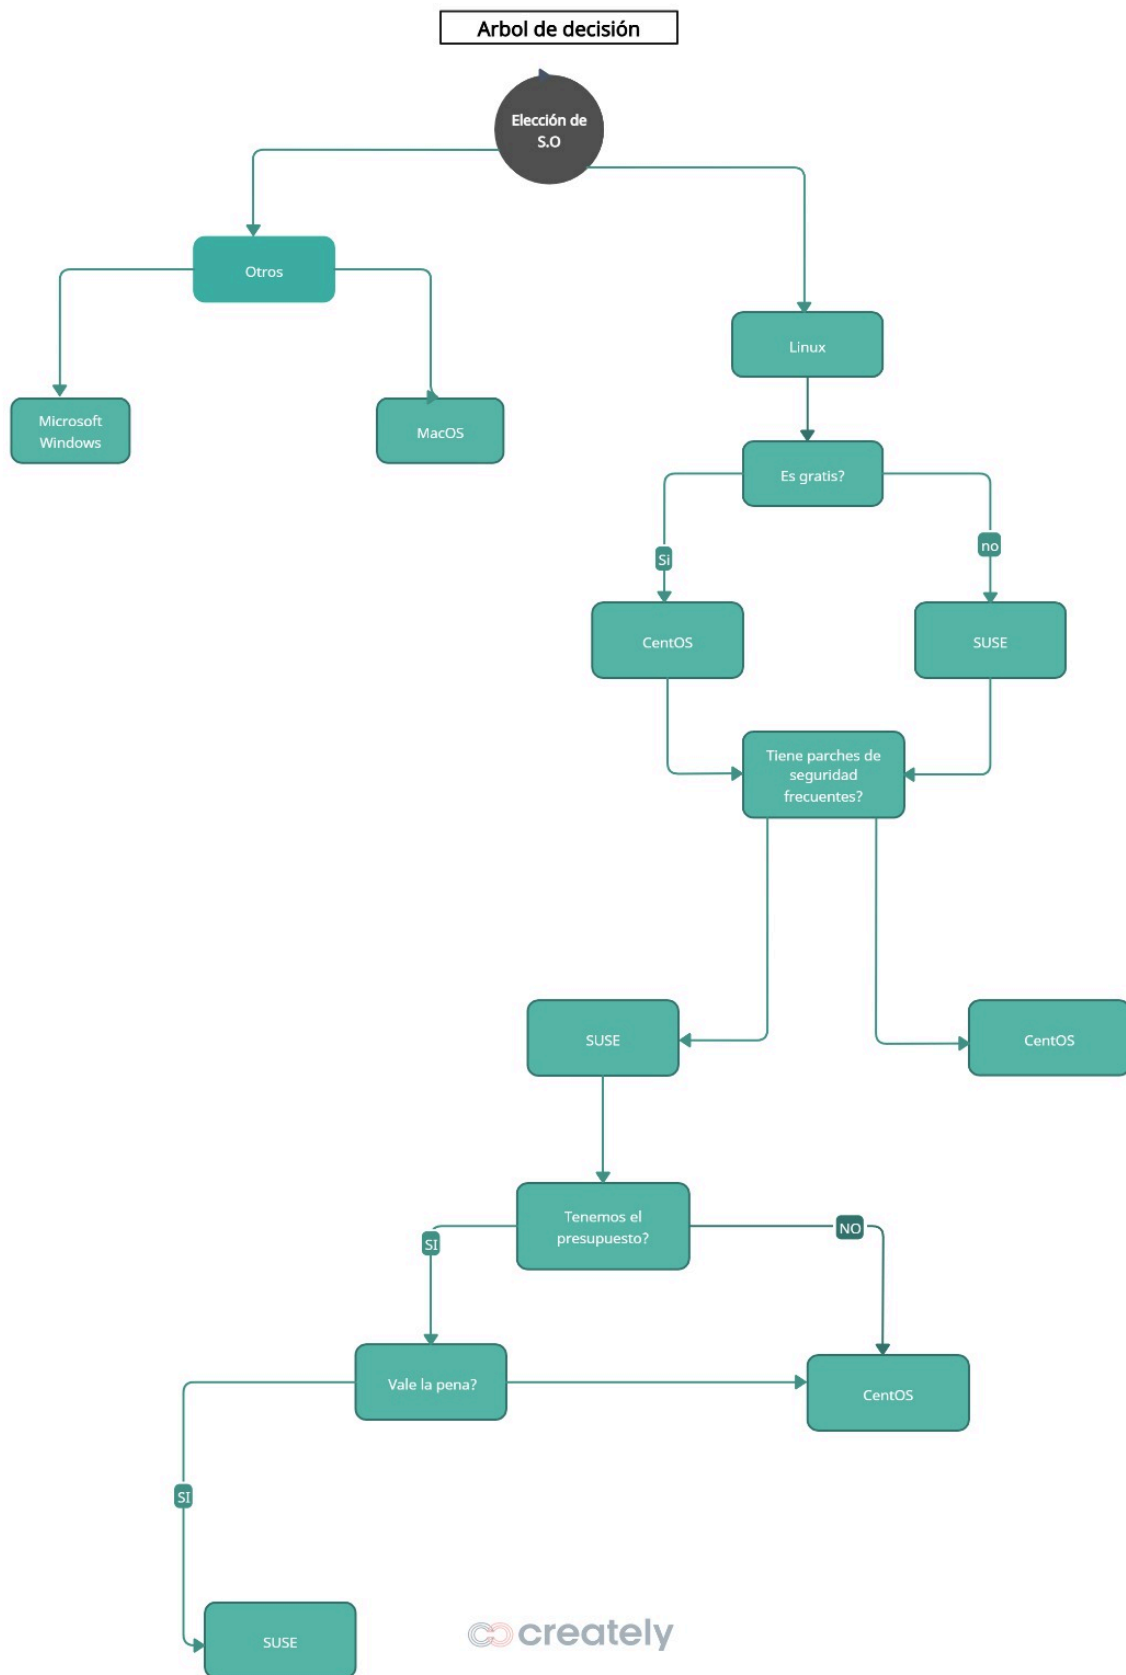 Arbol de decisión
Elección de
S.O
Otros
Linux
Microsoft
Windows
MacOS
Es gratis?
Si
no
CentOS
SUSE
Tiene parches de
seguridad
frecuentes?
SUSE
CentOS
Tenemos el
presupuesto?
SI
NO
Vale la pena?
CentOS
SI
SUSE
creately